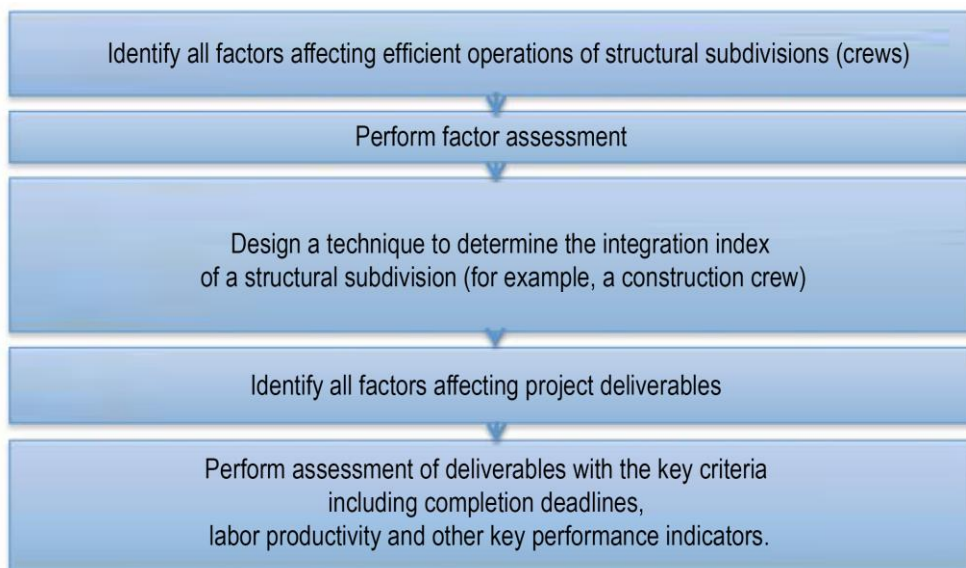 Identify all factors affecting efficient operations of structural subdivisions (crews)
Perform factor assessment
Design a technique to determine the integration index
of a structural subdivision (for example, a construction crew)
Identify all factors affecting project deliverables
Perform assessment of deliverables with the key criteria
including completion deadlines,
labor productivity and other key performance indicators.